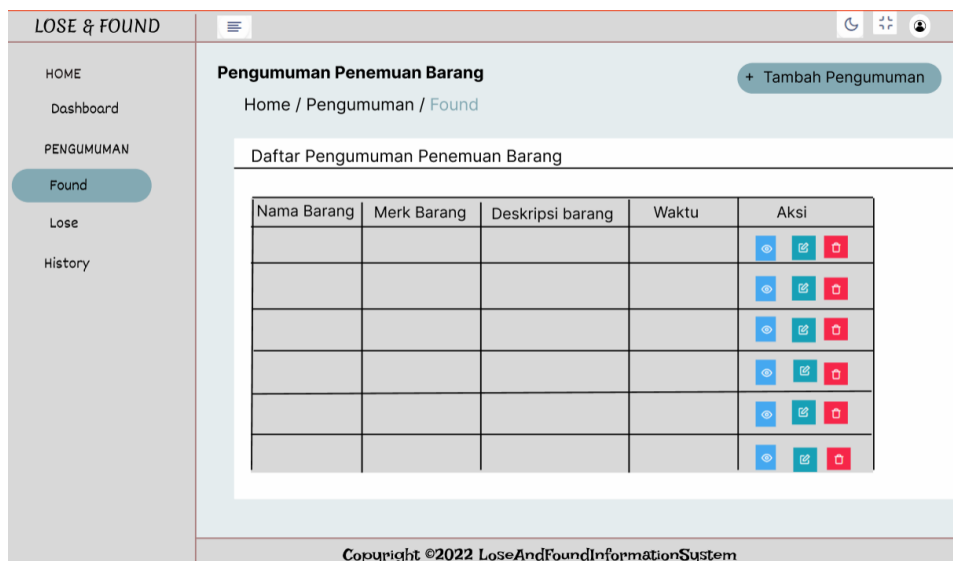 LOSE & FOUND
HOME
Dashboard
PENGUMUMAN
Found
Lose
History
Pengumuman Penemuan Barang
+ Tambah Pengumuman
Home / Pengumuman / Found
Daftar Pengumuman Penemuan Barang
Nama Barang Merk Barang Deskripsi barang Waktu Aksi
Copyright ©2022 LoseAndFoundInformationSystem